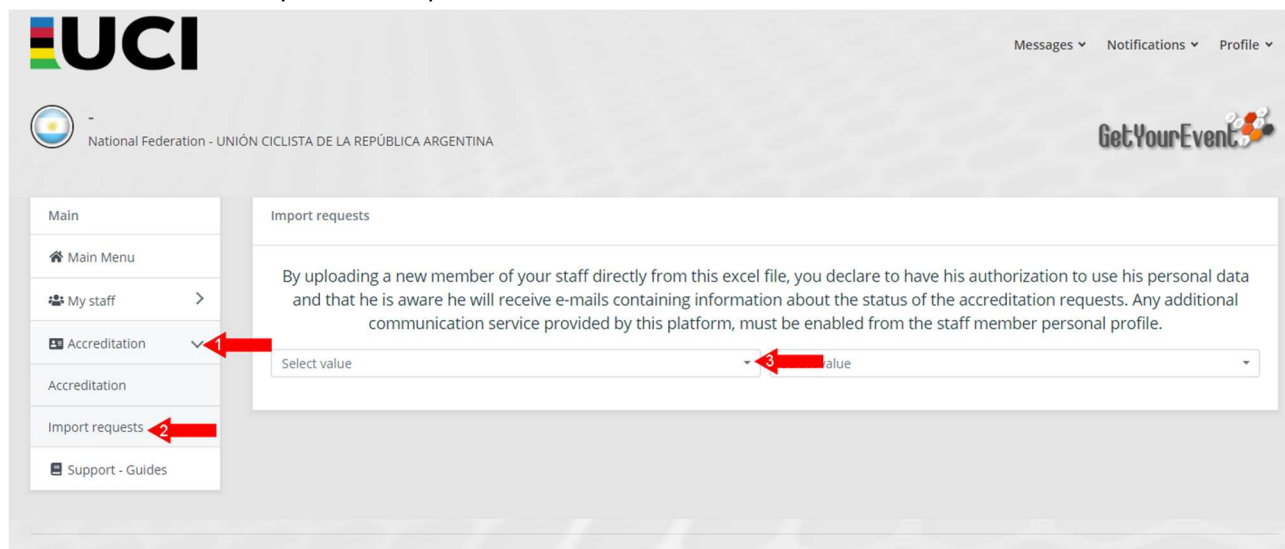 UCI
Messages Notifications Profile
-
National Federation - UNIÓN CICLISTA DE LA REPÚBLICA ARGENTINA
GetYourEvent
Main
Import requests
Main Menu
By uploading a new member of your staff directly from this excel file, you declare to have his authorization to use his personal data
My staff
and that he is aware he will receive e-mails containing information about the status of the accreditation requests. Any additional
communication service provided by this platform, must be enabled from the staff member personal profile.
Accreditation
1
Select value
3
value
Accreditation
Import requests
2
Support - Guides